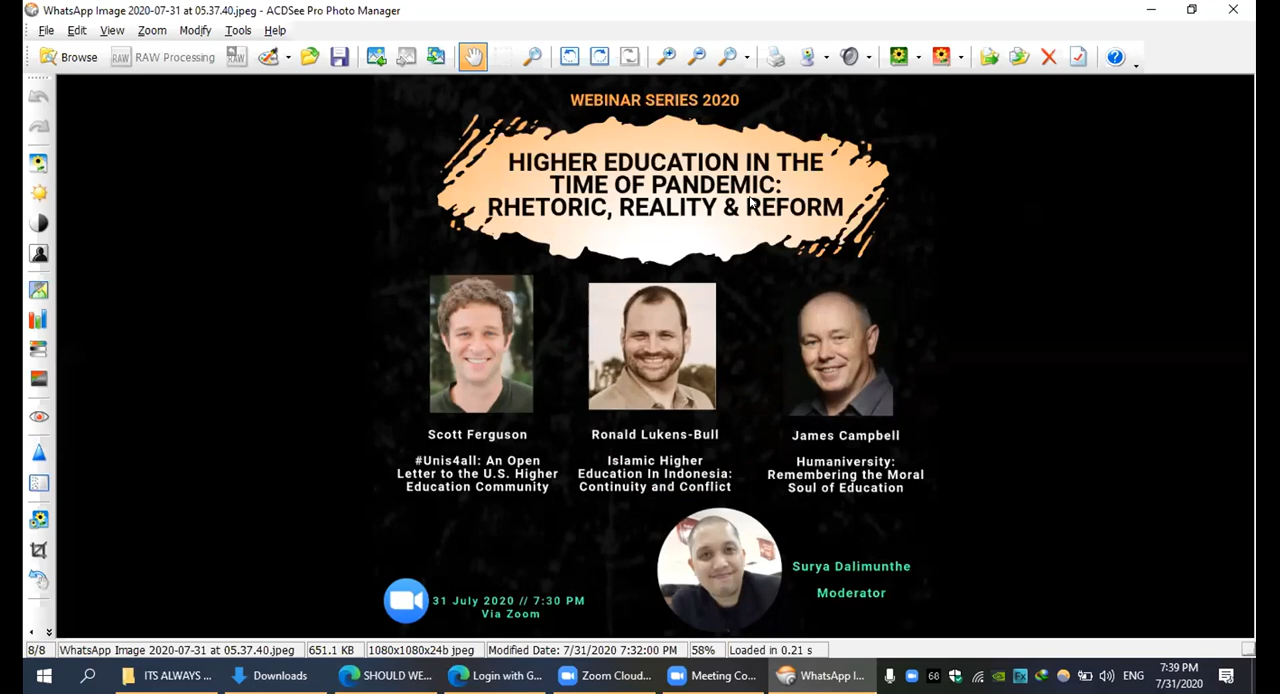 WhatsApp Image 2020-07-31 at 05.37.40.jpeg - ACDSee Pro Photo Manager
File Edit View Zoom Modify Tools Help
Browse RAW RAW Processing RAW
WEBINAR SERIES 2020
HIGHER EDUCATION IN THE
TIME OF PANDEMIC:
RHETORIC, REALITY & REFORM
Scott Ferguson
#Unis4all: An Open
Letter to the U.S. Higher
Education Community
Ronald Lukens-Bull
Islamic Higher
Education In Indonesia:
Continuity and Conflict
James Campbell
Humaniversity:
Remembering the Moral
Soul of Education
Surya Dalimunthe
Moderator
31 July 2020 // 7:30 PM
Via Zoom
8/8 WhatsApp Image 2020-07-31 at 05.37.40.jpeg 651.1 KB 1080x1080x24b jpeg Modified Date: 7/31/2020 7:32:00 PM 58% Loaded in 0.21 s
ITS ALWAYS ... Downloads SHOULD WE... Login with G... Zoom Cloud... Meeting Co... WhatsApp I... 68 Fx ENG
7:39 PM
7/31/2020